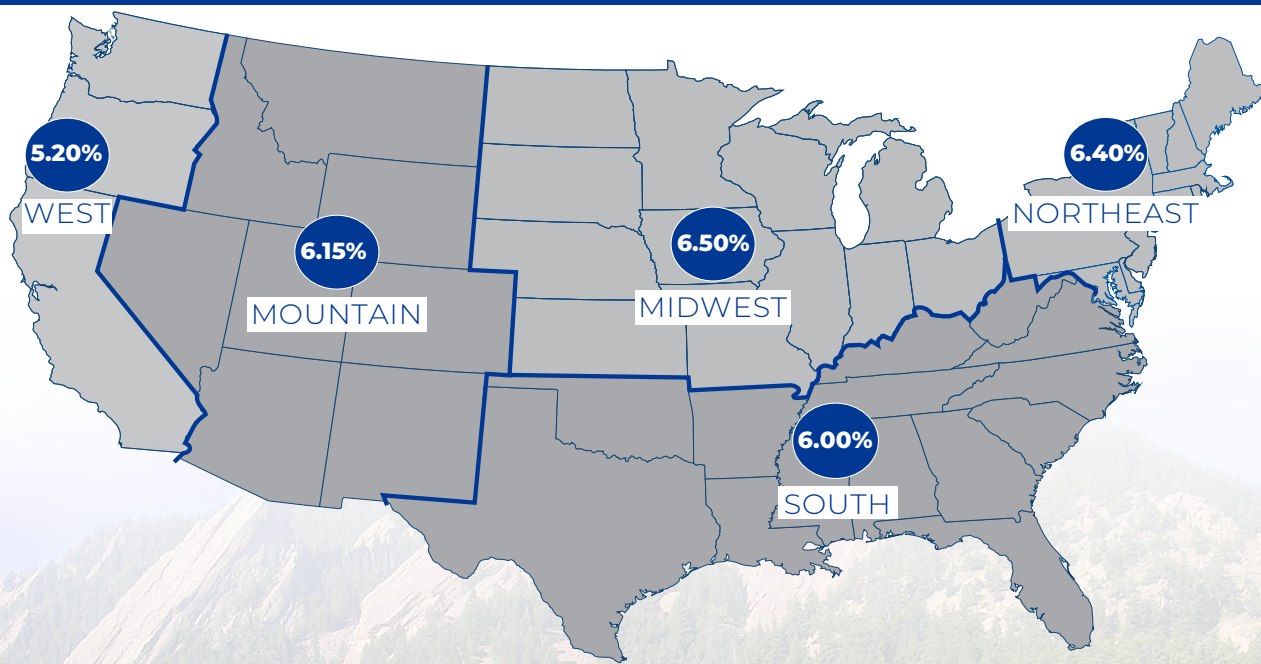 5.20%
WEST
6.15%
MOUNTAIN
6.50%
MIDWEST
6.40%
NORTHEAST
6.00%
SOUTH